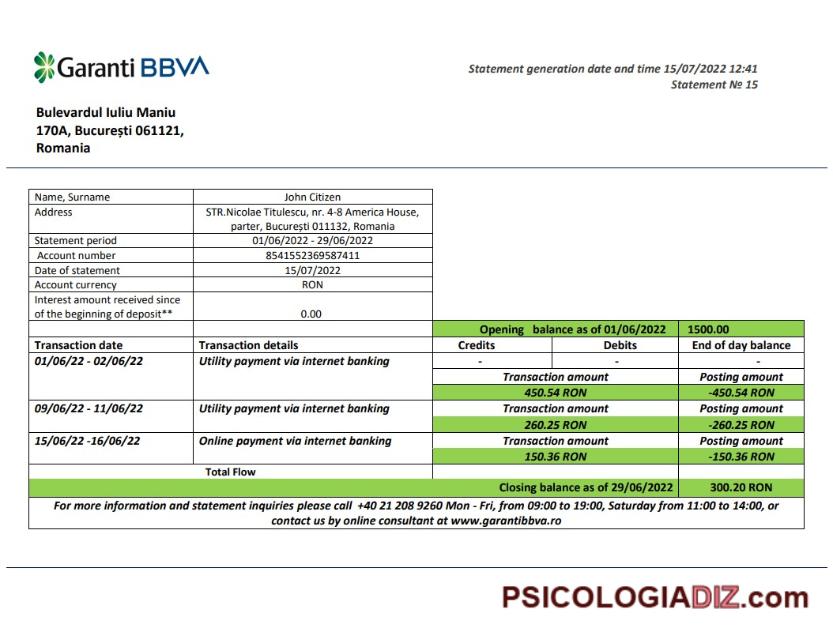 Garanti BBVA
Statement generation date and time 15/07/2022 12:41
Statement № 15
Bulevardul Iuliu Maniu
170A, București 061121,
Romania
Name, Surname John Citizen
Address STR.Nicolae Titulescu, nr. 4-8 America House,
parter, București 011132, Romania
Statement period 01/06/2022 - 29/06/2022
Account number 8541552369587411
Date of statement 15/07/2022
Account currency RON
Interest amount received since
of the beginning of deposit** 0.00
Opening balance as of 01/06/2022 1500.00
Transaction date Transaction details Credits Debits End of day balance
01/06/22 - 02/06/22 Utility payment via internet banking - - -
Transaction amount Posting amount
450.54 RON -450.54 RON
09/06/22 - 11/06/22 Utility payment via internet banking Transaction amount Posting amount
260.25 RON -260.25 RON
15/06/22 -16/06/22 Online payment via internet banking Transaction amount Posting amount
150.36 RON -150.36 RON
Total Flow
Closing balance as of 29/06/2022 300.20 RON
For more information and statement inquiries please call +40 21 208 9260 Mon - Fri, from 09:00 to 19:00, Saturday from 11:00 to 14:00, or
contact us by online consultant at www.garantibbva.ro
PSICOLOGIADIZ.com